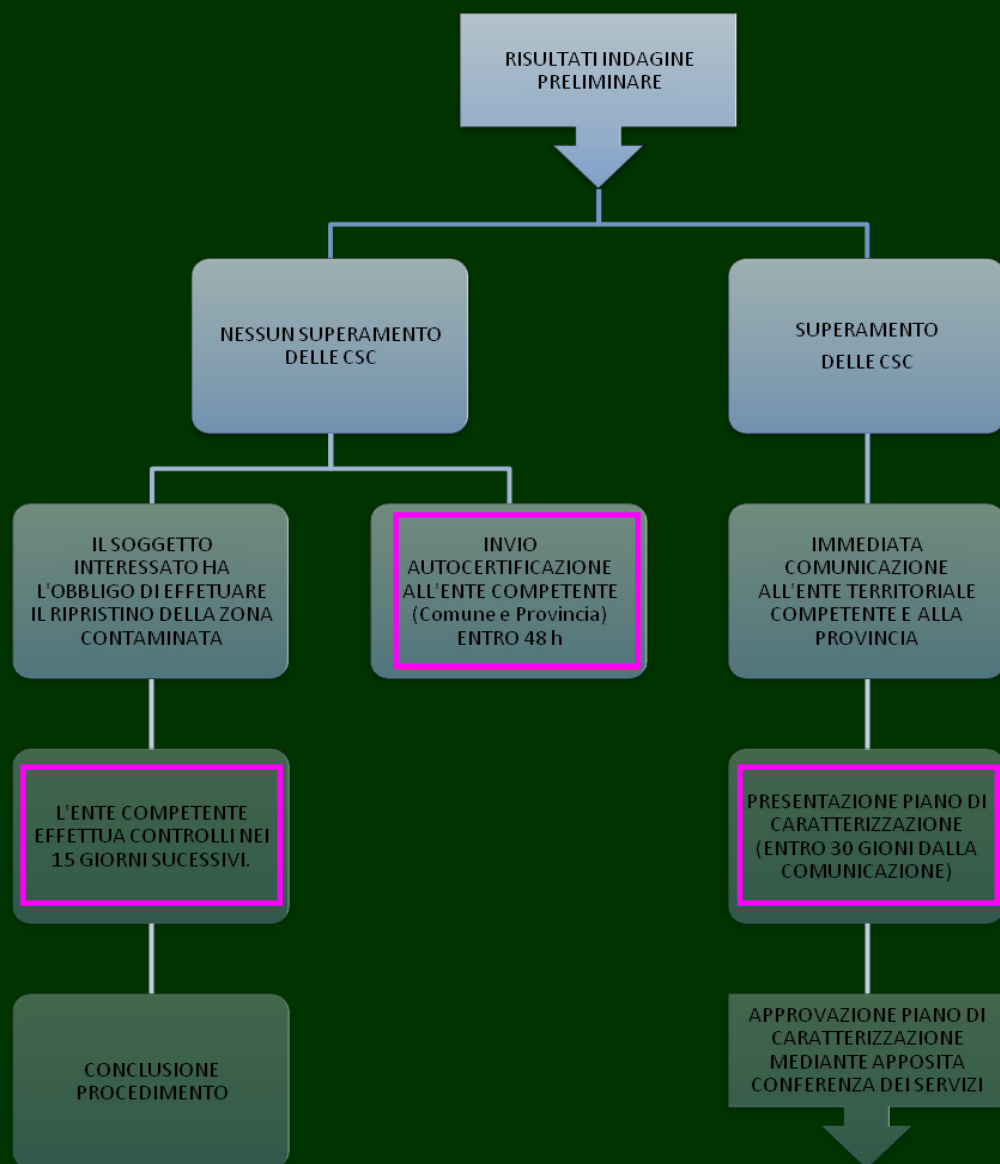 RISULTATI INDAGINE
PRELIMINARE
NESSUN SUPERAMENTO
DELLE CSC
SUPERAMENTO
DELLE CSC
IL SOGGETTO
INTERESSATO HA
L'OBBLIGO DI EFFETUARE
IL RIPRISTINO DELLA ZONA
CONTAMINATA
INVIO
AUTOCERTIFICAZIONE
ALL'ENTE COMPETENTE
(Comune e Provincia)
ENTRO 48 h
IMMEDIATA
COMUNICAZIONE
ALL'ENTE TERRITORIALE
COMPETENTE E ALLA
PROVINCIA
L'ENTE COMPETENTE
EFFETTUA CONTROLLI NEI
15 GIORNI SUCESSIVI.
PRESENTAZIONE PIANO DI
CARATTERIZZAZIONE
(ENTRO 30 GIONI DALLA
COMUNICAZIONE)
CONCLUSIONE
PROCEDIMENTO
APPROVAZIONE PIANO DI
CARATTERIZZAZIONE
MEDIANTE APPOSITA
CONFERENZA DEI SERVIZI